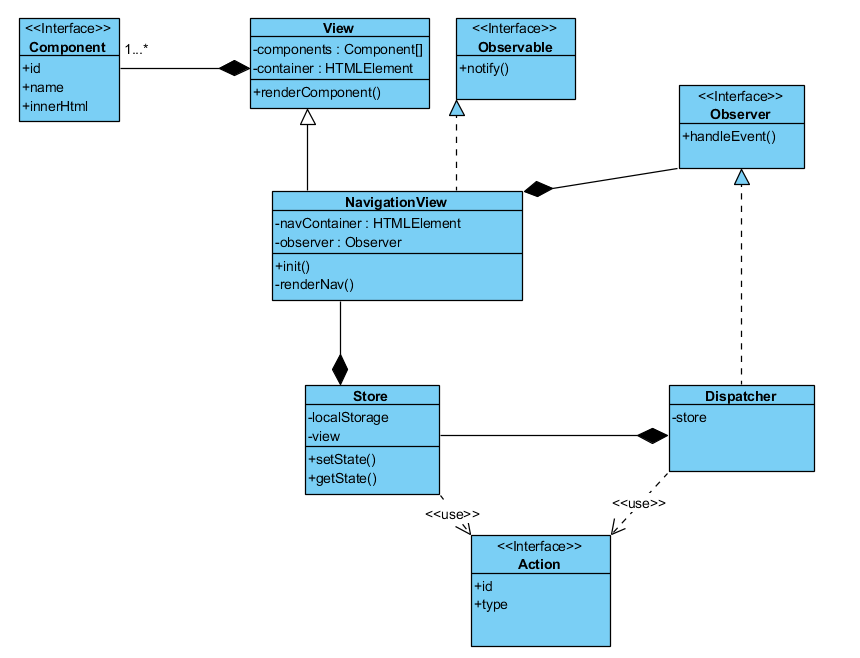 <<Interface>>
Component
+id
+name
+innerHtml
1...*
View
-components : Component[]
-container : HTMLElement
+renderComponent()
<<Interface>>
Observable
+notify()
<<Interface>>
Observer
+handleEvent()
NavigationView
-navContainer : HTMLElement
-observer : Observer
+init()
-renderNav()
Store
-localStorage
-view
+setState()
+getState()
Dispatcher
-store
<<use>>
<<use>>
<<Interface>>
Action
+id
+type